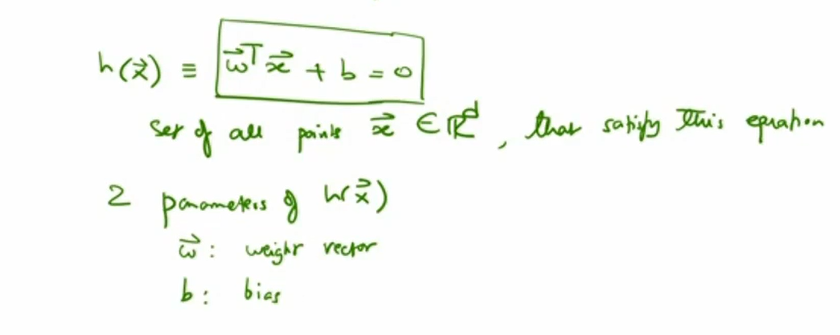 h(x⃗) ≡ ω⃗ᵀx⃗ + b = 0
set of all points x⃗ ∈ ℝᵈ, that satisfy this equation
2 parameters of h(x⃗)
ω⃗: weight vector
b: bias